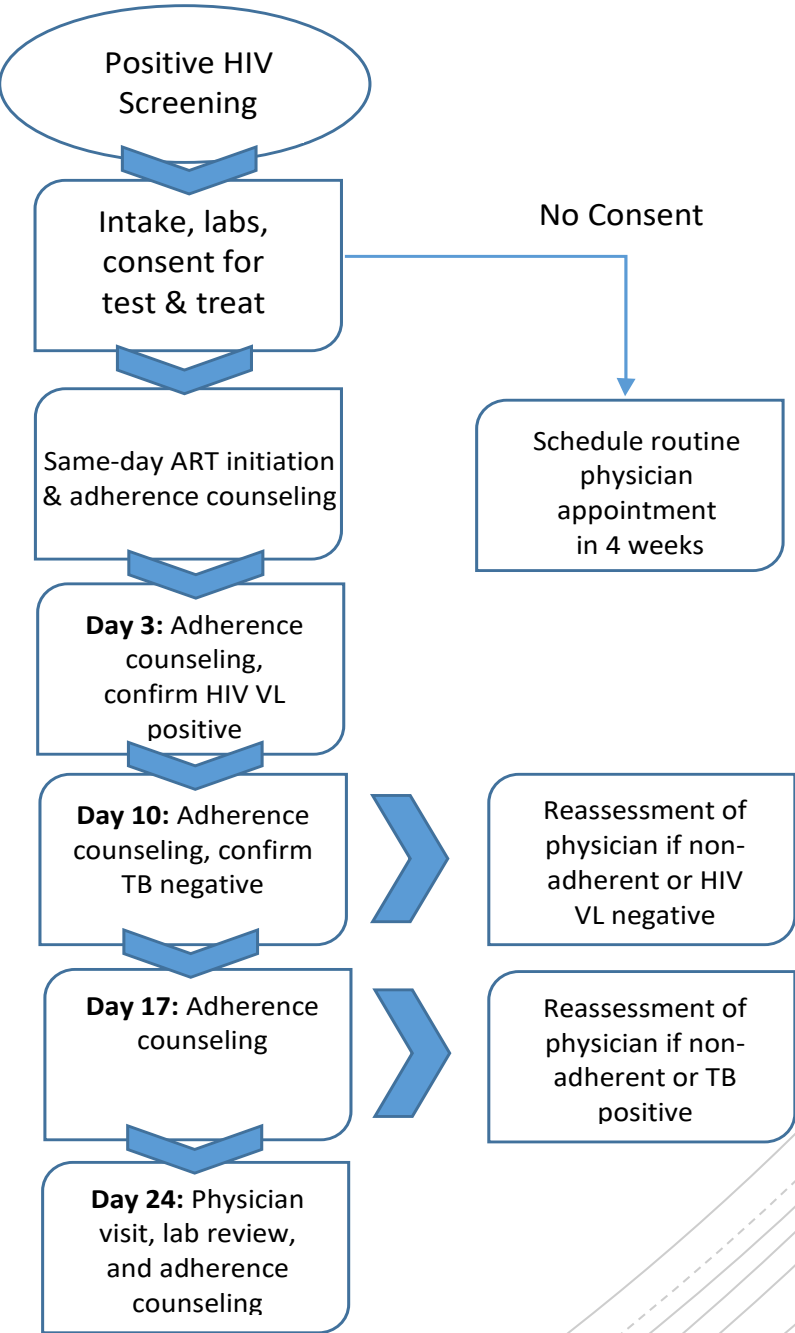 Positive HIV
Screening
Intake, labs,
consent for
test & treat
No Consent
Same-day ART initiation
& adherence counseling
Schedule routine
physician
appointment
in 4 weeks
Day 3: Adherence
counseling,
confirm HIV VL
positive
Day 10: Adherence
counseling, confirm
TB negative
Reassessment of
physician if non-
adherent or HIV
VL negative
Day 17: Adherence
counseling
Reassessment of
physician if non-
adherent or TB
positive
Day 24: Physician
visit, lab review,
and adherence
counseling